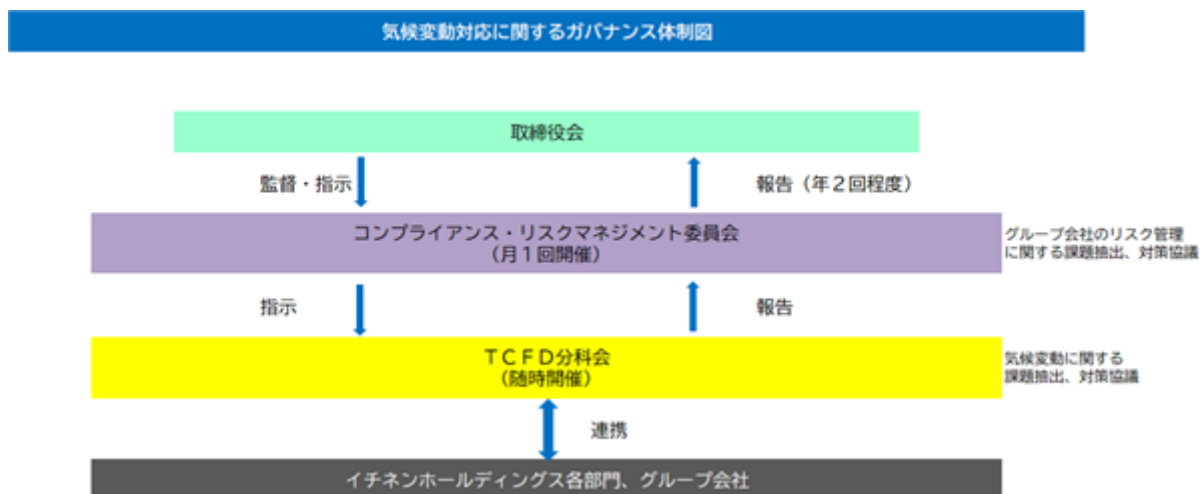 気候変動対応に関するガバナンス体制図
取締役会
監督・指示
報告（年２回程度）
コンプライアンス・リスクマネジメント委員会
（月１回開催）
グループ会社のリスク管理
に関する課題抽出、対策協議
指示
報告
ＴＣＦＤ分科会
（随時開催）
気候変動に関する
課題抽出、対策協議
連携
イチネンホールディングス各部門、グループ会社